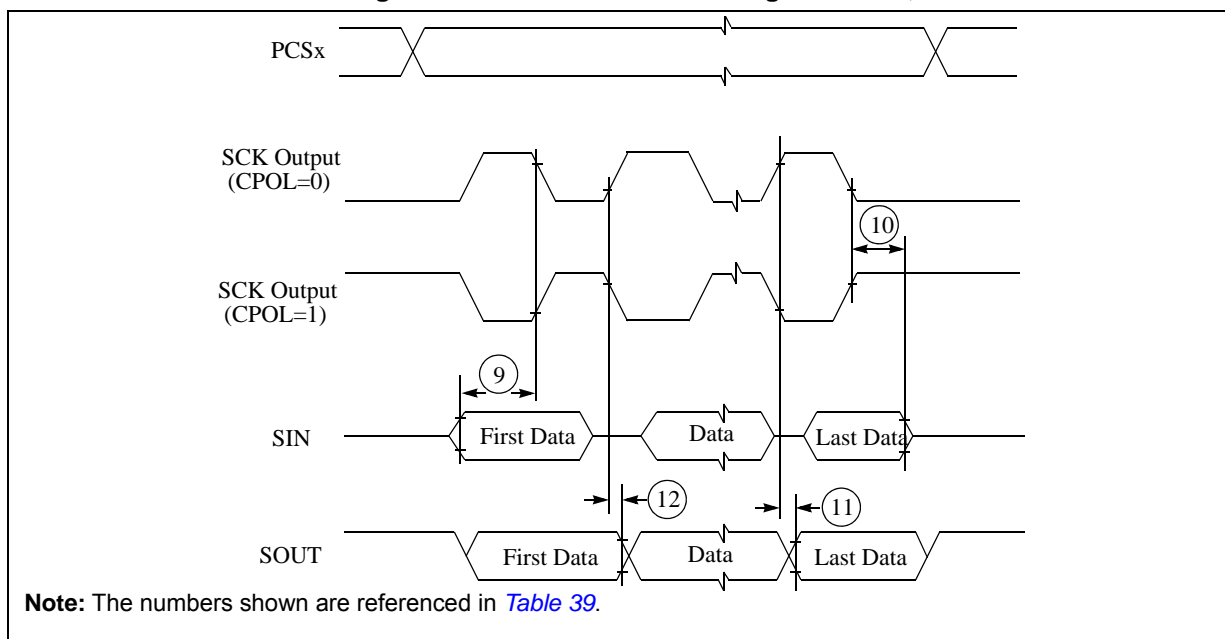 PCSx
SCK Output
(CPOL=0)
10
SCK Output
(CPOL=1)
9
SIN
First Data
Data
Last Data
12
11
SOUT
First Data
Data
Last Data
Note: The numbers shown are referenced in Table 39.